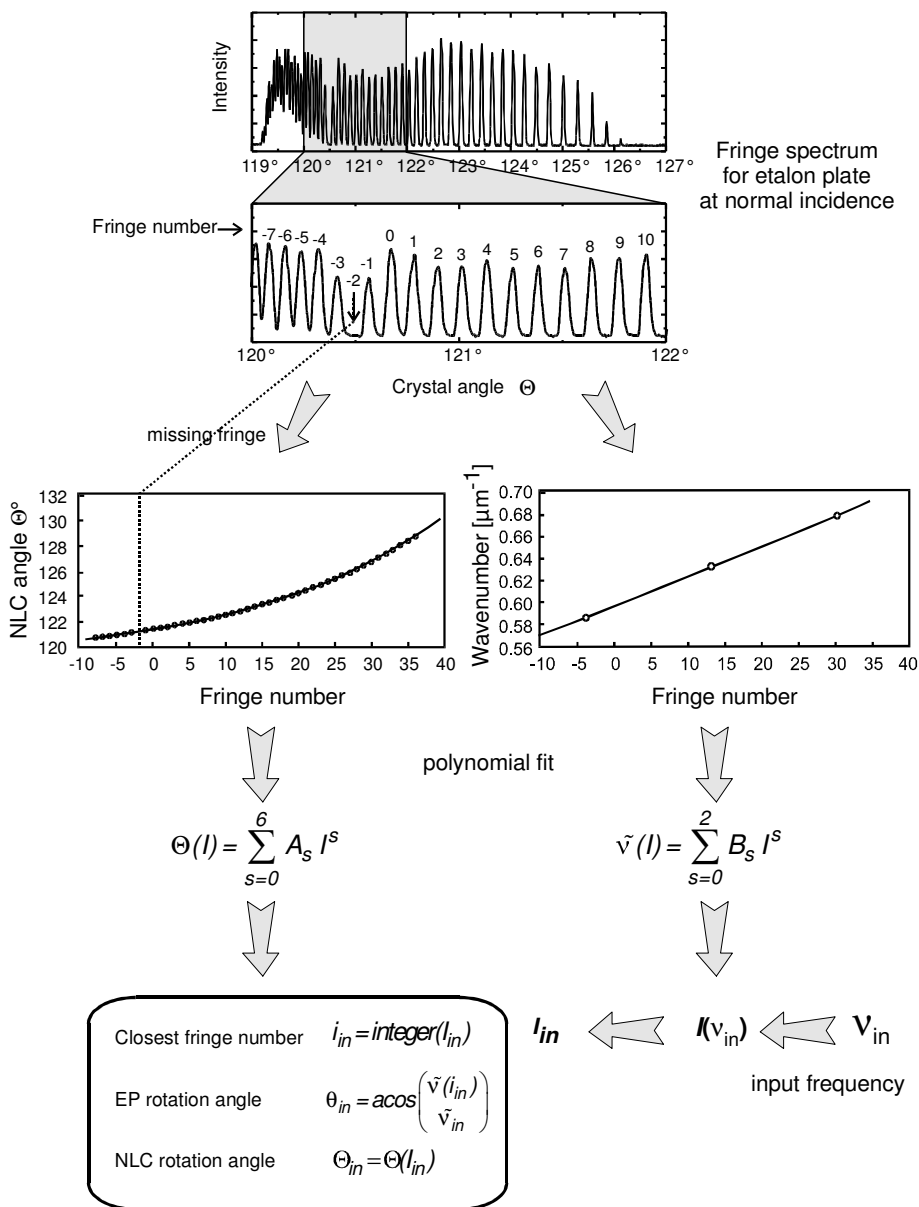 Intensity
119° 120° 121° 122° 123° 124° 125° 126° 127°
Fringe spectrum
for etalon plate
at normal incidence
Fringe number
-7 -6 -5 -4 -3 -2 -1 0 1 2 3 4 5 6 7 8 9 10
120° 121° 122°
Crystal angle Θ
missing fringe
NLC angle Θ°
132
130
128
126
124
122
120
-10 -5 0 5 10 15 20 25 30 35 40
Fringe number
Wavenumber [μm⁻¹]
0.70
0.68
0.64
0.60
0.58
0.56
-10 -5 0 5 10 15 20 25 30 35 40
Fringe number
polynomial fit
Θ(I) = ∑ s=0 6 A_s I^s
ν̃(I) = ∑ s=0 2 B_s I^s
I_in I(ν_in) ν_in
input frequency
Closest fringe number i_in = integer(I_in)
EP rotation angle θ_in = acos(ν̃(i_in) ν̃_in)
NLC rotation angle Θ_in = Θ(I_in)